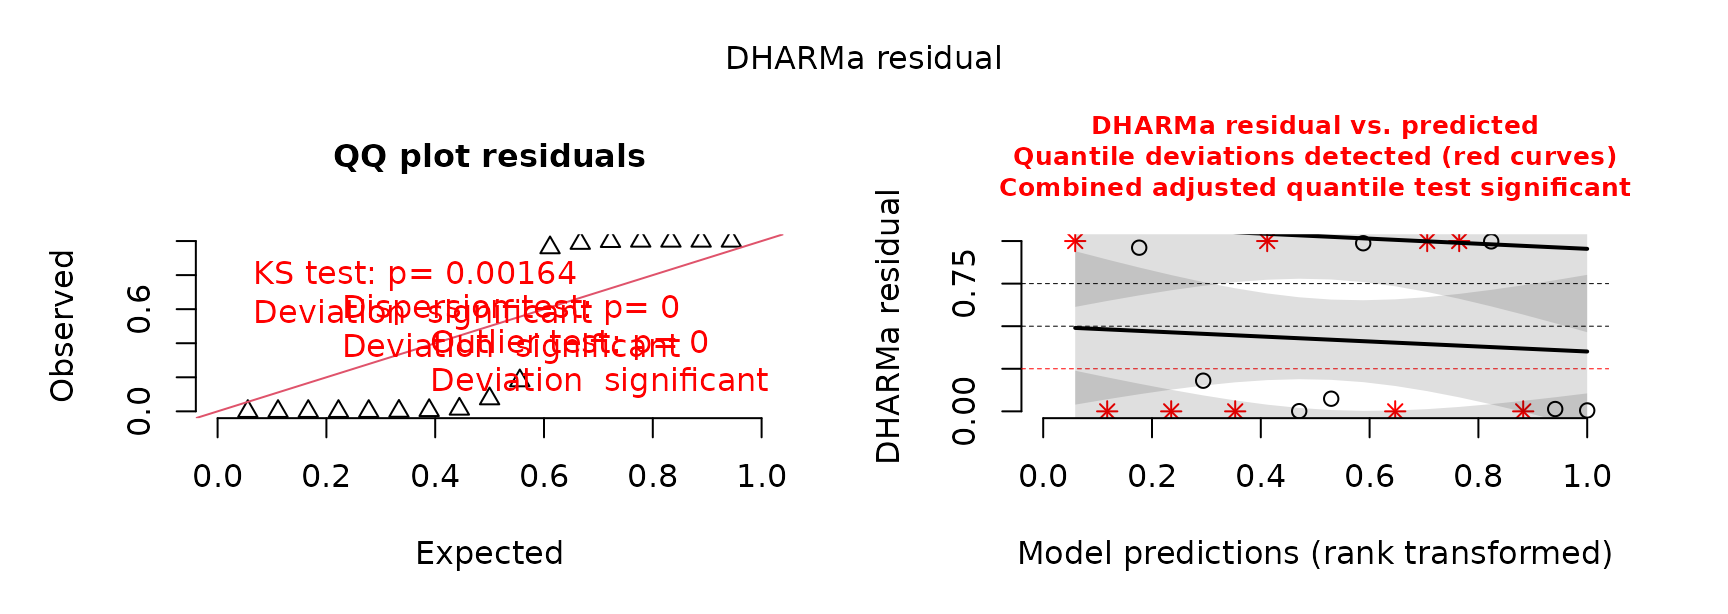 DHARMa residual
QQ plot residuals
KS test: p= 0.00164
Deviation significant
Dispersion test: p= 0
Deviation significant
Outlier test: p= 0
Deviation significant
Observed
0.0
0.6
0.0 0.2 0.4 0.6 0.8 1.0
Expected
DHARMa residual vs. predicted
Quantile deviations detected (red curves)
Combined adjusted quantile test significant
DHARMa residual
0.00
0.75
0.0 0.2 0.4 0.6 0.8 1.0
Model predictions (rank transformed)